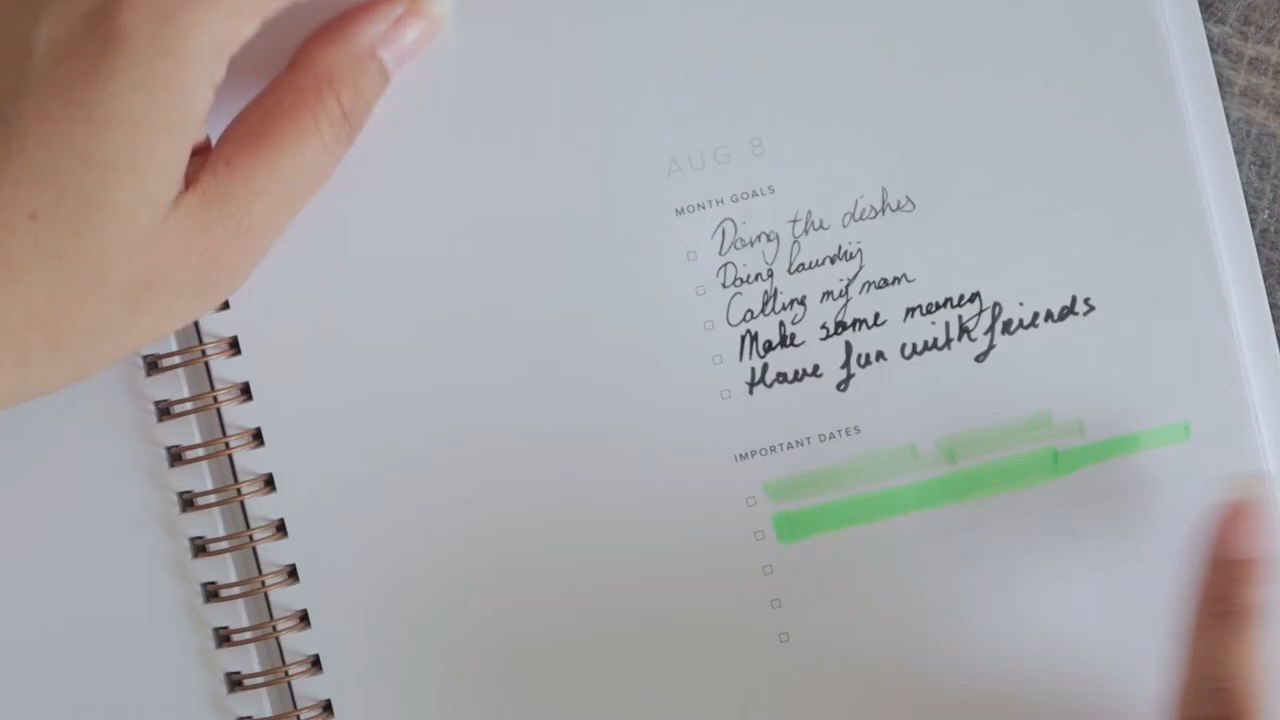 AUG 8
MONTH GOALS
Doing the dishes
Doing laundry
Calling my mom
Make some money
Have fun with friends
IMPORTANT DATES